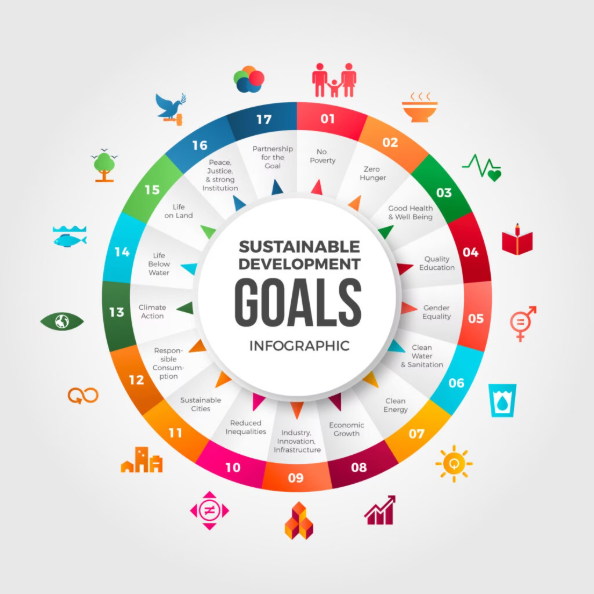 SUSTAINABLE
DEVELOPMENT
GOALS
INFOGRAPHIC
01
No
Poverty
02
Zero
Hunger
03
Good Health
& Well Being
04
Quality
Education
05
Gender
Equality
06
Clean
Water
& Sanitation
07
Clean
Energy
08
Economic
Growth
09
Industry,
Innovation,
Infrastructure
10
Reduced
Inequalities
11
Sustainable
Cities
12
Respon-
sible
Consum-
ption
13
Climate
Action
14
Life
Below
Water
15
Life
on Land
16
Peace,
Justice,
& strong
Institution
17
Partnership
for the
Goal